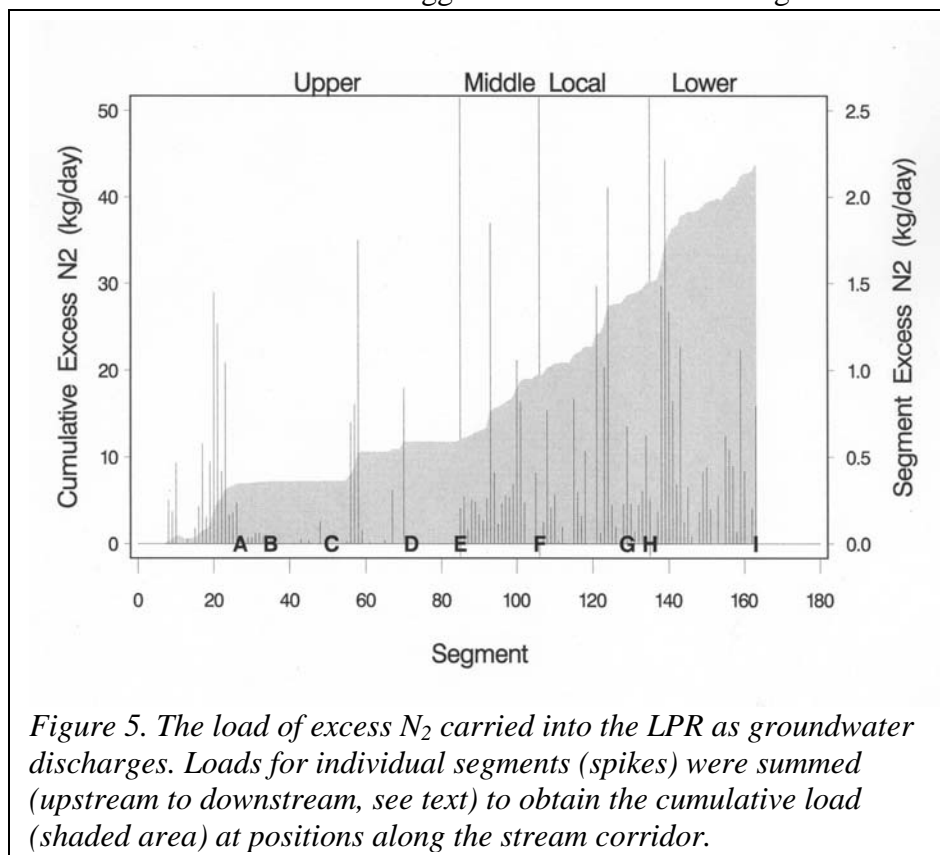 Upper Middle Local Lower
50
40
30
20
10
0
Cumulative Excess N2 (kg/day)
2.5
2.0
1.5
1.0
0.5
0.0
Segment Excess N2 (kg/day)
A B C D E F G H I
0 20 40 60 80 100 120 140 160 180
Segment
Figure 5. The load of excess N₂ carried into the LPR as groundwater
discharges. Loads for individual segments (spikes) were summed
(upstream to downstream, see text) to obtain the cumulative load
(shaded area) at positions along the stream corridor.